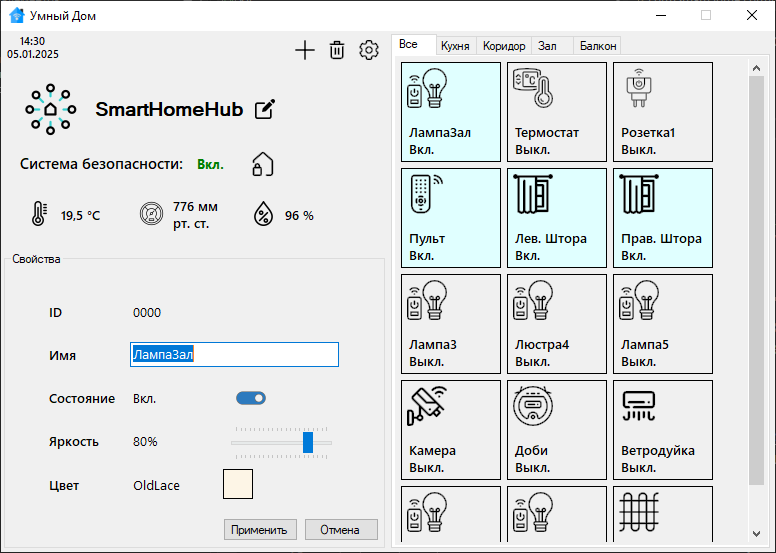 Умный Дом
14:30
05.01.2025
SmartHomeHub
Система безопасности: Вкл.
19,5 °C
776 мм
рт. ст.
96 %
Свойства
ID 0000
Имя ЛампаЗал
Состояние Вкл.
Яркость 80%
Цвет OldLace
Применить Отмена
Все Кухня Коридор Зал Балкон
ЛампаЗал
Вкл.
Термостат
Выкл.
Розетка1
Выкл.
Пульт
Вкл.
Лев. Штора
Вкл.
Прав. Штора
Вкл.
Лампа3
Выкл.
Люстра4
Выкл.
Лампа5
Выкл.
Камера
Выкл.
Доби
Выкл.
Ветродуйка
Выкл.